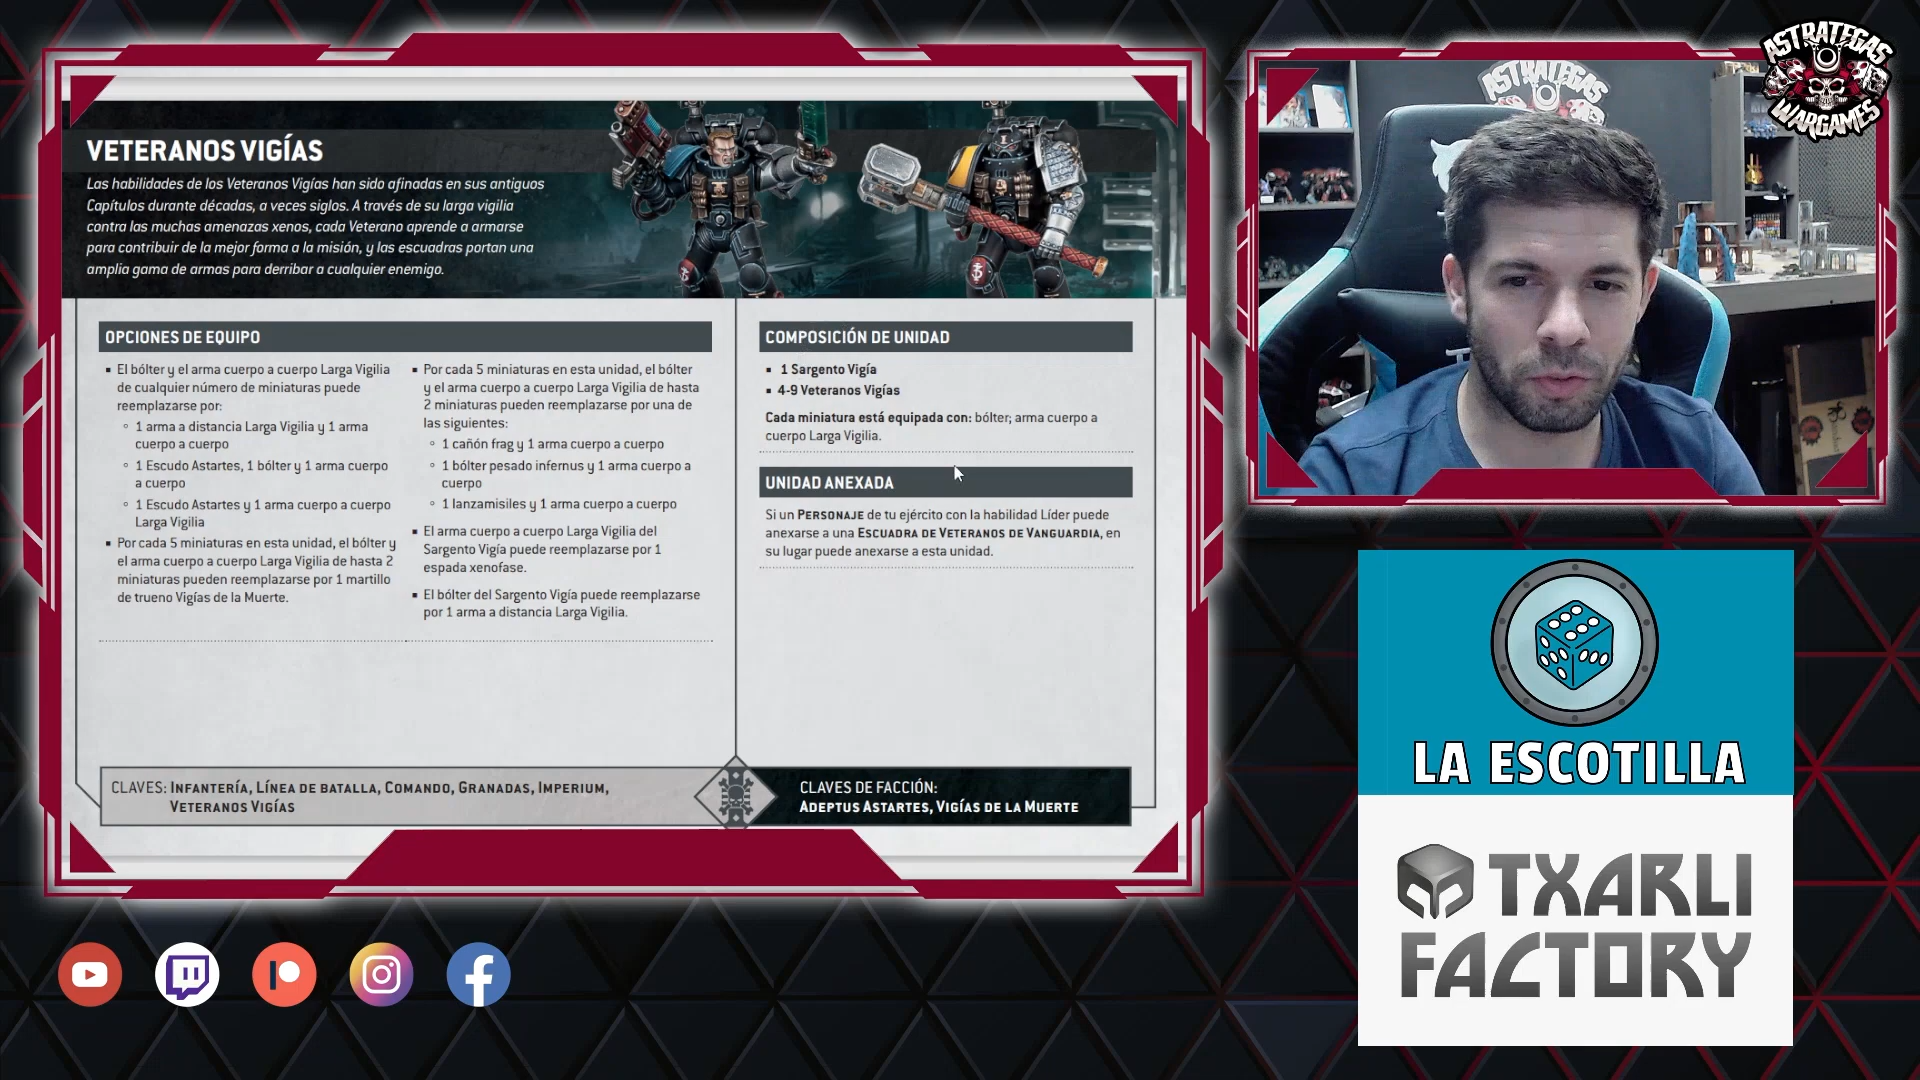 VETERANOS VIGÍAS
Las habilidades de los Veteranos Vigías han sido afinadas en sus antiguos
Capítulos durante décadas, a veces siglos. A través de su larga vigilia
contra las muchas amenazas xenos, cada Veterano aprende a armarse
para contribuir de la mejor forma a la misión, y las escuadras portan una
amplia gama de armas para derribar a cualquier enemigo.
OPCIONES DE EQUIPO
▪ El bólter y el arma cuerpo a cuerpo Larga Vigilia
de cualquier número de miniaturas puede
reemplazarse por:
◦ 1 arma a distancia Larga Vigilia y 1 arma
cuerpo a cuerpo
◦ 1 Escudo Astartes, 1 bólter y 1 arma cuerpo
a cuerpo
◦ 1 Escudo Astartes y 1 arma cuerpo a cuerpo
Larga Vigilia
▪ Por cada 5 miniaturas en esta unidad, el bólter y
el arma cuerpo a cuerpo Larga Vigilia de hasta 2
miniaturas pueden reemplazarse por 1 martillo
de trueno Vigías de la Muerte.
▪ Por cada 5 miniaturas en esta unidad, el bólter
y el arma cuerpo a cuerpo Larga Vigilia de hasta
2 miniaturas pueden reemplazarse por una de
las siguientes:
◦ 1 cañón frag y 1 arma cuerpo a cuerpo
◦ 1 bólter pesado infernus y 1 arma cuerpo a
cuerpo
◦ 1 lanzamisiles y 1 arma cuerpo a cuerpo
▪ El arma cuerpo a cuerpo Larga Vigilia del
Sargento Vigía puede reemplazarse por 1
espada xenofase.
▪ El bólter del Sargento Vigía puede reemplazarse
por 1 arma a distancia Larga Vigilia.
COMPOSICIÓN DE UNIDAD
▪ 1 Sargento Vigía
▪ 4-9 Veteranos Vigías
Cada miniatura está equipada con: bólter; arma cuerpo a
cuerpo Larga Vigilia.
UNIDAD ANEXADA
Si un PERSONAJE de tu ejército con la habilidad Líder puede
anexarse a una ESCUADRA DE VETERANOS DE VANGUARDIA, en
su lugar puede anexarse a esta unidad.
CLAVES: INFANTERÍA, LÍNEA DE BATALLA, COMANDO, GRANADAS, IMPERIUM,
VETERANOS VIGÍAS
CLAVES DE FACCIÓN:
ADEPTUS ASTARTES, VIGÍAS DE LA MUERTE
ASTRATEGAS
WARGAMES
ASTRATEGAS
LA ESCOTILLA
TXARLI
FACTORY